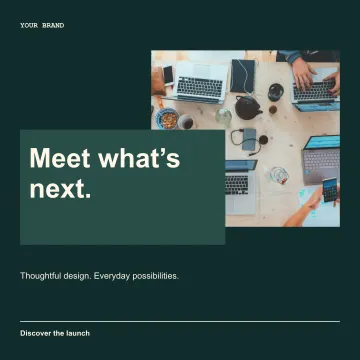 YOUR BRAND
Meet what’s
next.
Thoughtful design. Everyday possibilities.
Discover the launch